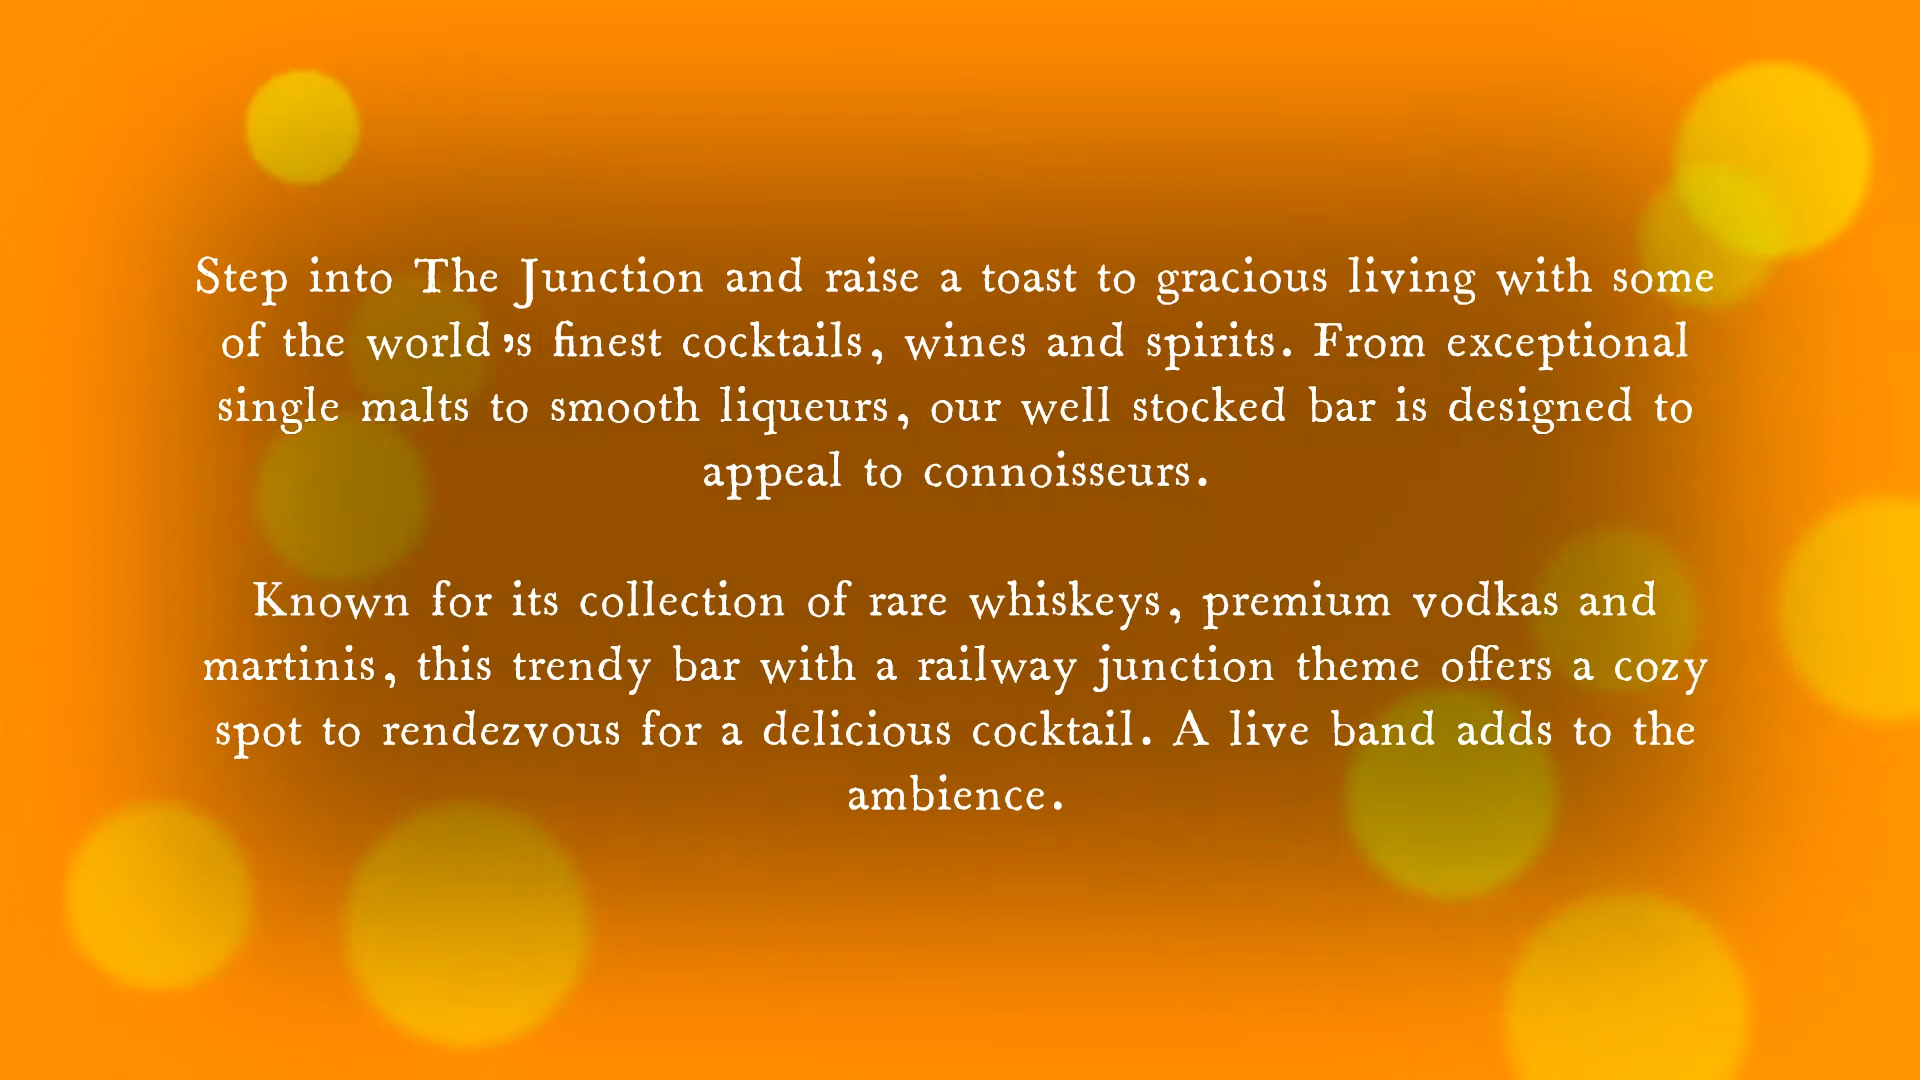 Step into The Junction and raise a toast to gracious living with some
of the world's finest cocktails, wines and spirits. From exceptional
single malts to smooth liqueurs, our well stocked bar is designed to
appeal to connoisseurs.
Known for its collection of rare whiskeys, premium vodkas and
martinis, this trendy bar with a railway junction theme offers a cozy
spot to rendezvous for a delicious cocktail. A live band adds to the
ambience.